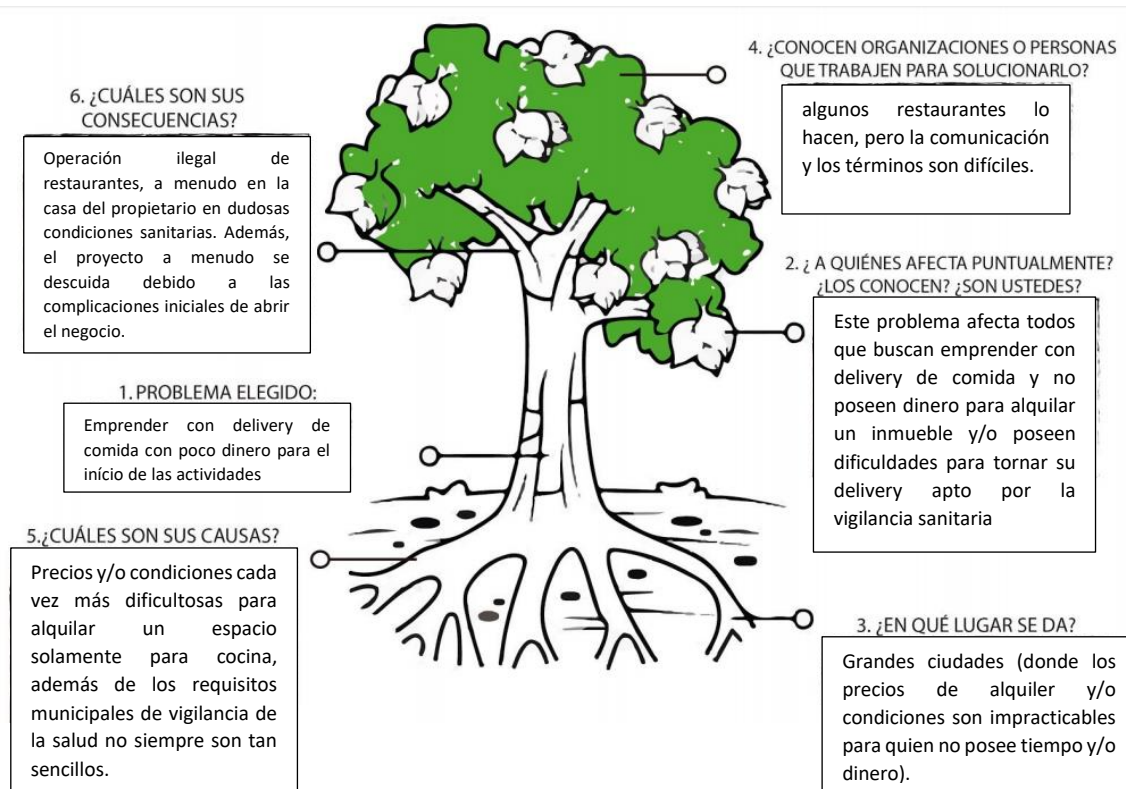 4. ¿CONOCEN ORGANIZACIONES O PERSONAS
QUE TRABAJEN PARA SOLUCIONARLO?
algunos restaurantes lo
hacen, pero la comunicación
y los términos son difíciles.
6. ¿CUÁLES SON SUS
CONSECUENCIAS?
Operación ilegal de
restaurantes, a menudo en la
casa del propietario en dudosas
condiciones sanitarias. Además,
el proyecto a menudo se
descuida debido a las
complicaciones iniciales de abrir
el negocio.
2. ¿ A QUIÉNES AFECTA PUNTUALMENTE?
¿LOS CONOCEN? ¿SON USTEDES?
Este problema afecta todos
que buscan emprender con
delivery de comida y no
poseen dinero para alquilar
un inmueble y/o poseen
dificuldades para tornar su
delivery apto por la
vigilancia sanitaria
1. PROBLEMA ELEGIDO:
Emprender con delivery de
comida con poco dinero para el
início de las actividades
5.¿CUÁLES SON SUS CAUSAS?
Precios y/o condiciones cada
vez más dificultosas para
alquilar un espacio
solamente para cocina,
además de los requisitos
municipales de vigilancia de
la salud no siempre son tan
sencillos.
3. ¿EN QUÉ LUGAR SE DA?
Grandes ciudades (donde los
precios de alquiler y/o
condiciones son impracticables
para quien no posee tiempo y/o
dinero).